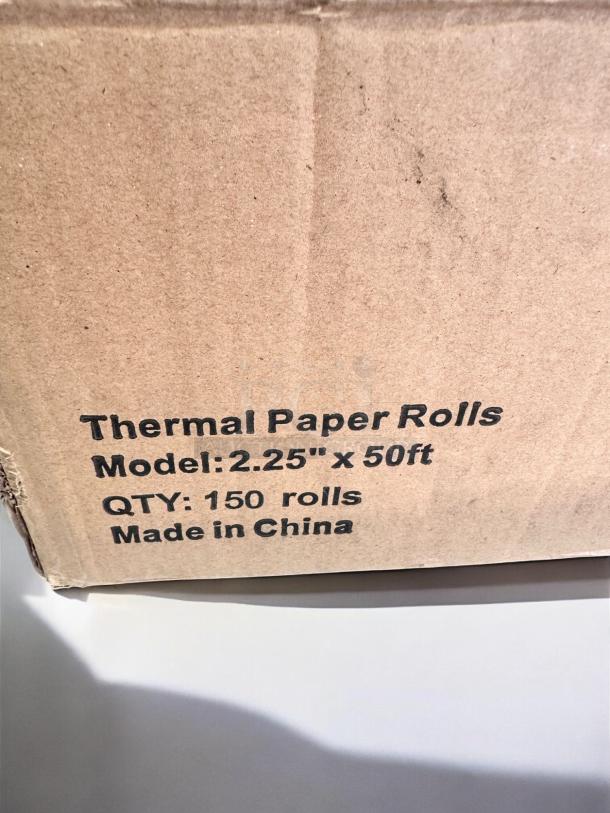 Thermal Paper Rolls
Model: 2.25" x 50ft
QTY: 150 rolls
Made in China